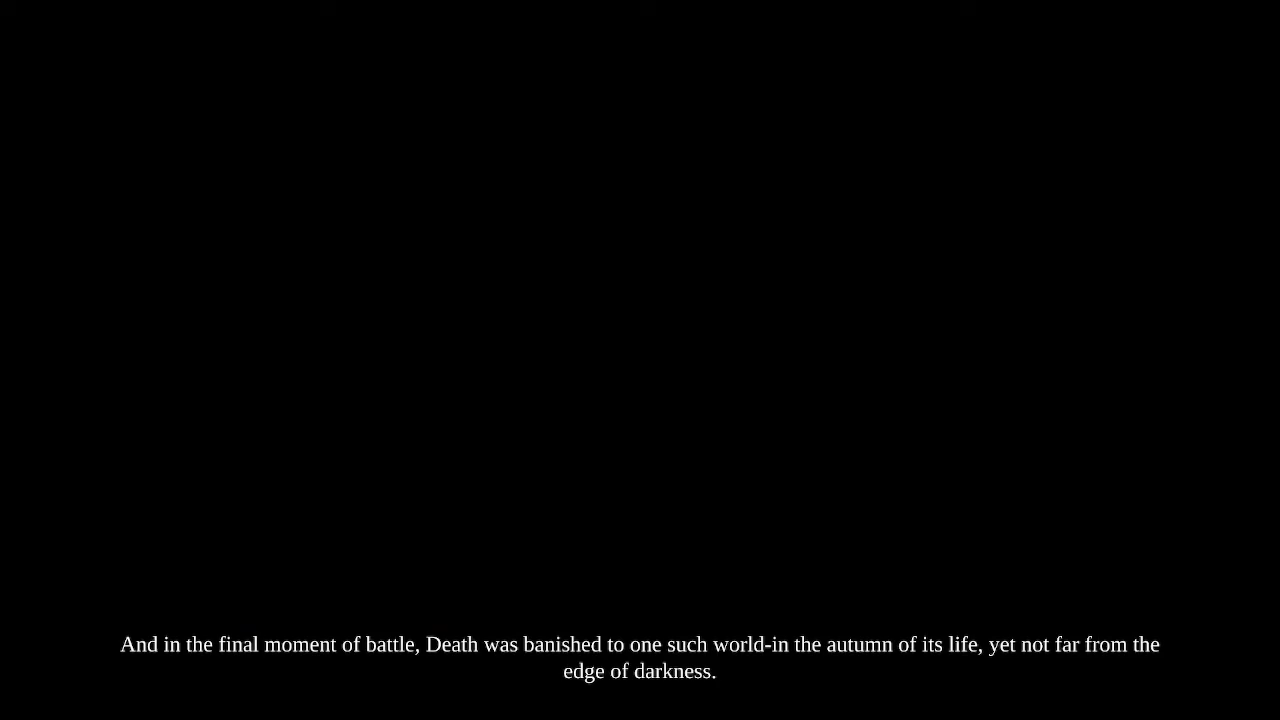 And in the final moment of battle, Death was banished to one such world-in the autumn of its life, yet not far from the
edge of darkness.